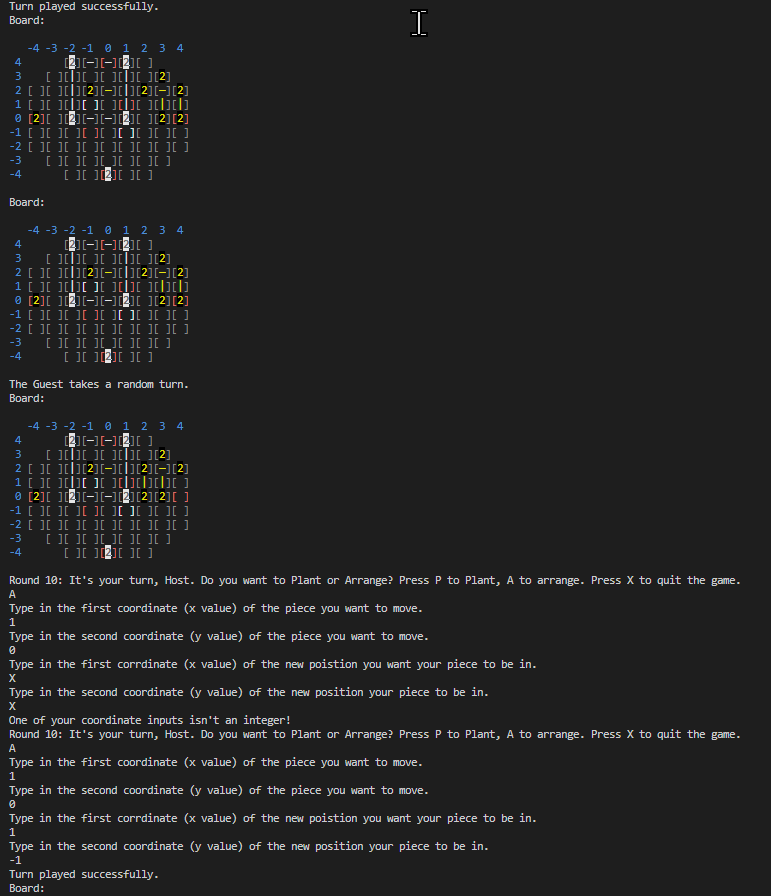 Turn played successfully.
Board:
-4 -3 -2 -1 0 1 2 3 4
4 [2][—][—][2][ ]
3 [ ][|][ ][ ][|][ ][2]
2 [ ][ ][|][2][—][|][2][—][2]
1 [ ][ ][|][ ][ ][|][ ][|][|]
0 [2][ ][2][—][—][2][ ][2][2]
-1 [ ][ ][ ][ ][ ][ ][ ][ ][ ]
-2 [ ][ ][ ][ ][ ][ ][ ][ ][ ]
-3 [ ][ ][ ][ ][ ][ ][ ]
-4 [ ][ ][2][ ][ ]
Board:
-4 -3 -2 -1 0 1 2 3 4
4 [2][—][—][2][ ]
3 [ ][|][ ][ ][|][ ][2]
2 [ ][ ][|][2][—][|][2][—][2]
1 [ ][ ][|][ ][ ][|][ ][|][|]
0 [2][ ][2][—][—][2][ ][2][2]
-1 [ ][ ][ ][ ][ ][ ][ ][ ][ ]
-2 [ ][ ][ ][ ][ ][ ][ ][ ][ ]
-3 [ ][ ][ ][ ][ ][ ][ ]
-4 [ ][ ][2][ ][ ]
The Guest takes a random turn.
Board:
-4 -3 -2 -1 0 1 2 3 4
4 [2][—][—][2][ ]
3 [ ][|][ ][ ][|][ ][2]
2 [ ][ ][|][2][—][|][2][—][2]
1 [ ][ ][|][ ][ ][|][|][|][ ]
0 [2][ ][2][—][—][2][2][2][ ]
-1 [ ][ ][ ][ ][ ][ ][ ][ ][ ]
-2 [ ][ ][ ][ ][ ][ ][ ][ ][ ]
-3 [ ][ ][ ][ ][ ][ ][ ]
-4 [ ][ ][2][ ][ ]
Round 10: It's your turn, Host. Do you want to Plant or Arrange? Press P to Plant, A to arrange. Press X to quit the game.
A
Type in the first coordinate (x value) of the piece you want to move.
1
Type in the second coordinate (y value) of the piece you want to move.
0
Type in the first corrdinate (x value) of the new poistion you want your piece to be in.
X
Type in the second coordinate (y value) of the new position your piece to be in.
X
One of your coordinate inputs isn't an integer!
Round 10: It's your turn, Host. Do you want to Plant or Arrange? Press P to Plant, A to arrange. Press X to quit the game.
A
Type in the first coordinate (x value) of the piece you want to move.
1
Type in the second coordinate (y value) of the piece you want to move.
0
Type in the first corrdinate (x value) of the new poistion you want your piece to be in.
1
Type in the second coordinate (y value) of the new position your piece to be in.
-1
Turn played successfully.
Board: